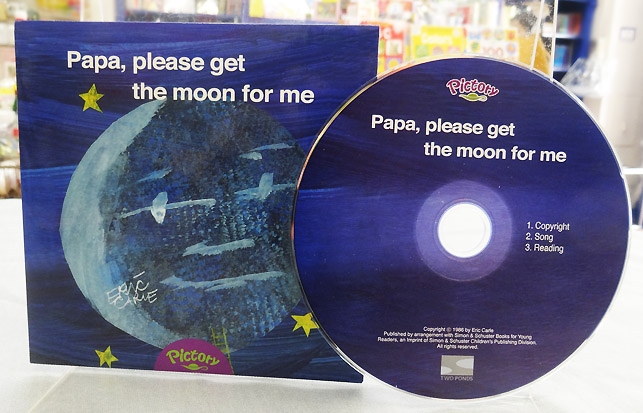 Papa, please get
the moon for me
ERIC
CARLE
Pictory
Pictory
Papa, please get
the moon for me
1. Copyright
2. Song
3. Reading
Copyright © 1986 by Eric Carle
Published by arrangement with Simon & Schuster Books for Young
Readers, an Imprint of Simon & Schuster Children's Publishing Division.
All rights reserved.
TWO PONDS